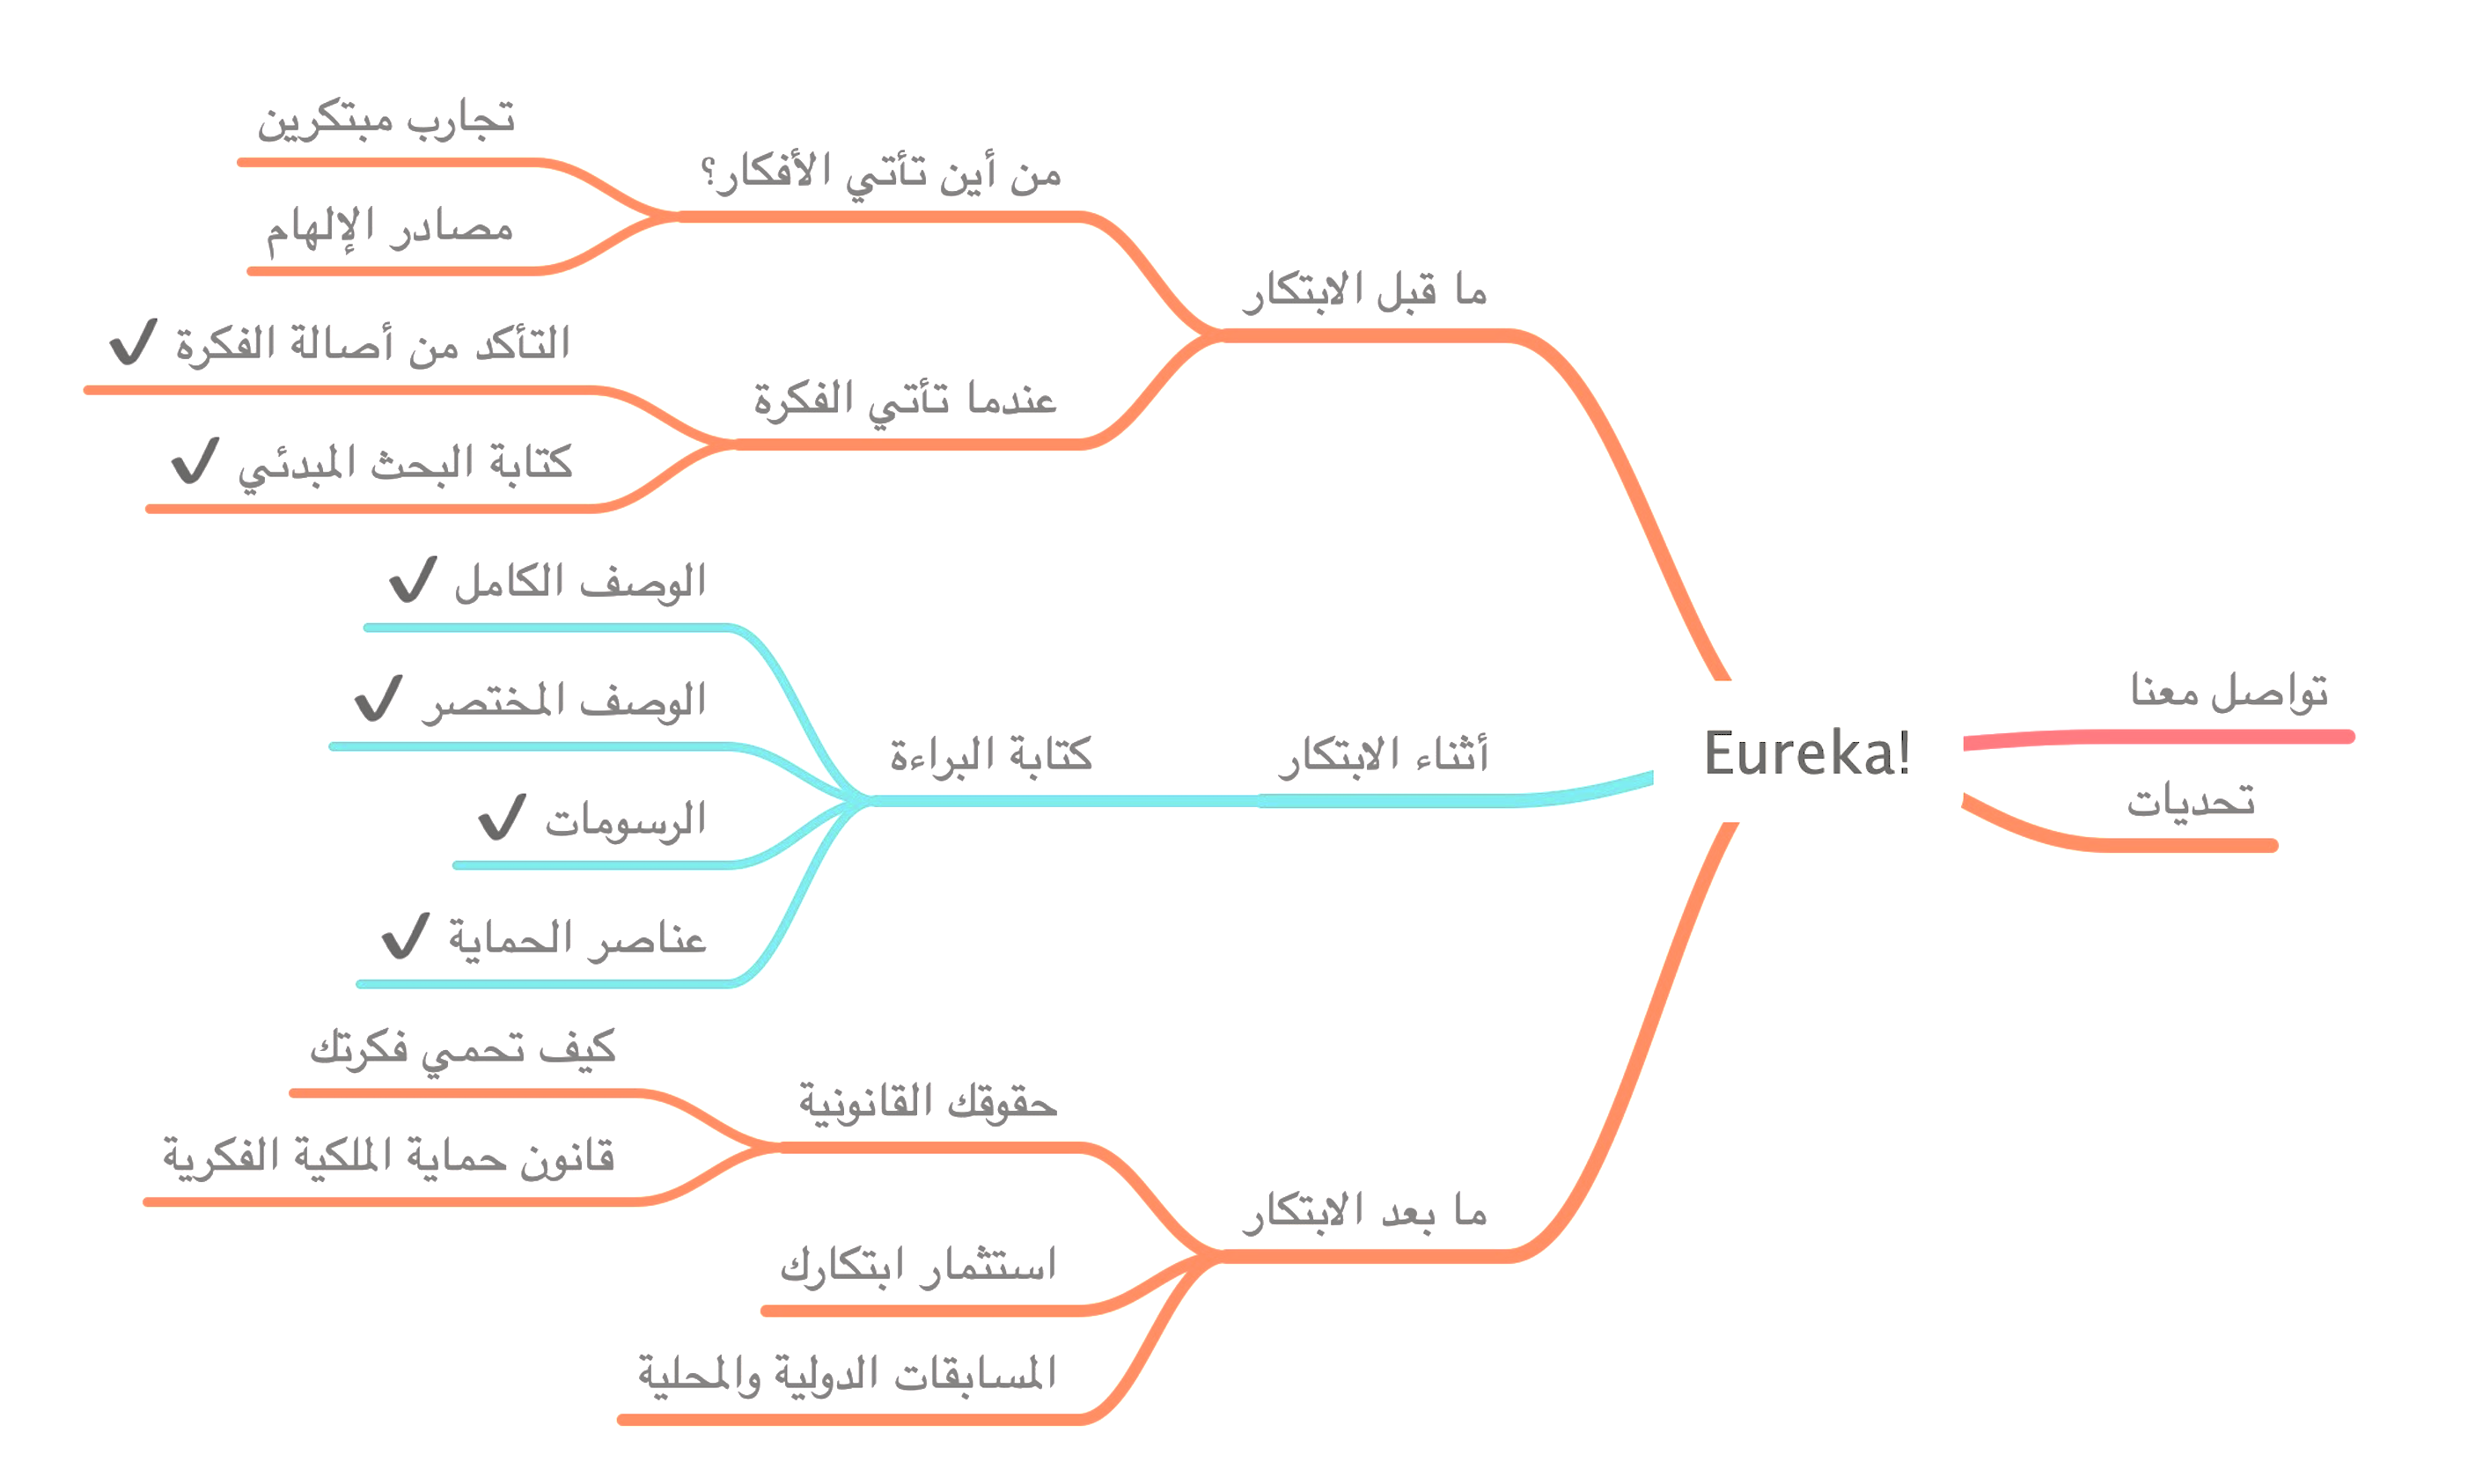 Eureka!
ما قبل الابتكار
من أين تأتي الأفكار؟
تجاب مبتكرين
مصار الإلهام
عندما تأتي الفكرة
التأكد من أصالة الفكرة ✔
كتابة البحث المبدئي ✔
أثناء الابتكار
كتابة البراءة
الوصف الكامل ✔
الوصف المختصر ✔
الرسومات ✔
عناصر الحماية ✔
ما بعد الابتكار
حقوقك القانونية
كيف تحمي فكرتك
قانون حماية الملكية الفكرية
استثمار ابتكارك
المسابقات الدولية والمحلية
تواصل معنا
تحديات